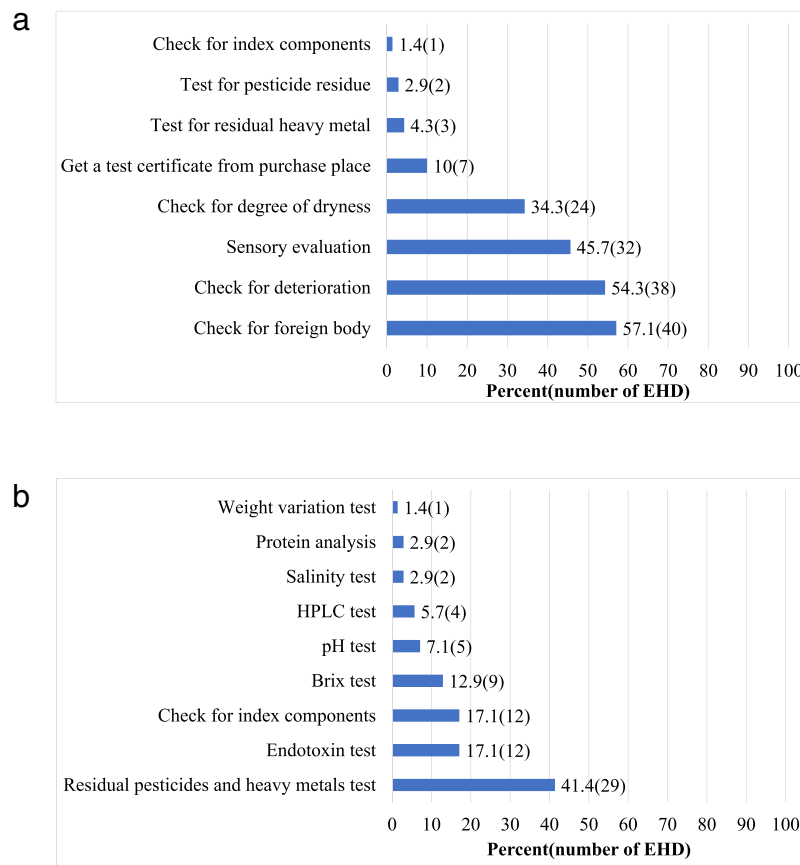 a
Check for index components 1.4(1)
Test for pesticide residue 2.9(2)
Test for residual heavy metal 4.3(3)
Get a test certificate from purchase place 10(7)
Check for degree of dryness 34.3(24)
Sensory evaluation 45.7(32)
Check for deterioration 54.3(38)
Check for foreign body 57.1(40)
0 10 20 30 40 50 60 70 80 90 100
Percent(number of EHD)
b
Weight variation test 1.4(1)
Protein analysis 2.9(2)
Salinity test 2.9(2)
HPLC test 5.7(4)
pH test 7.1(5)
Brix test 12.9(9)
Check for index components 17.1(12)
Endotoxin test 17.1(12)
Residual pesticides and heavy metals test 41.4(29)
0 10 20 30 40 50 60 70 80 90 100
Percent(number of EHD)